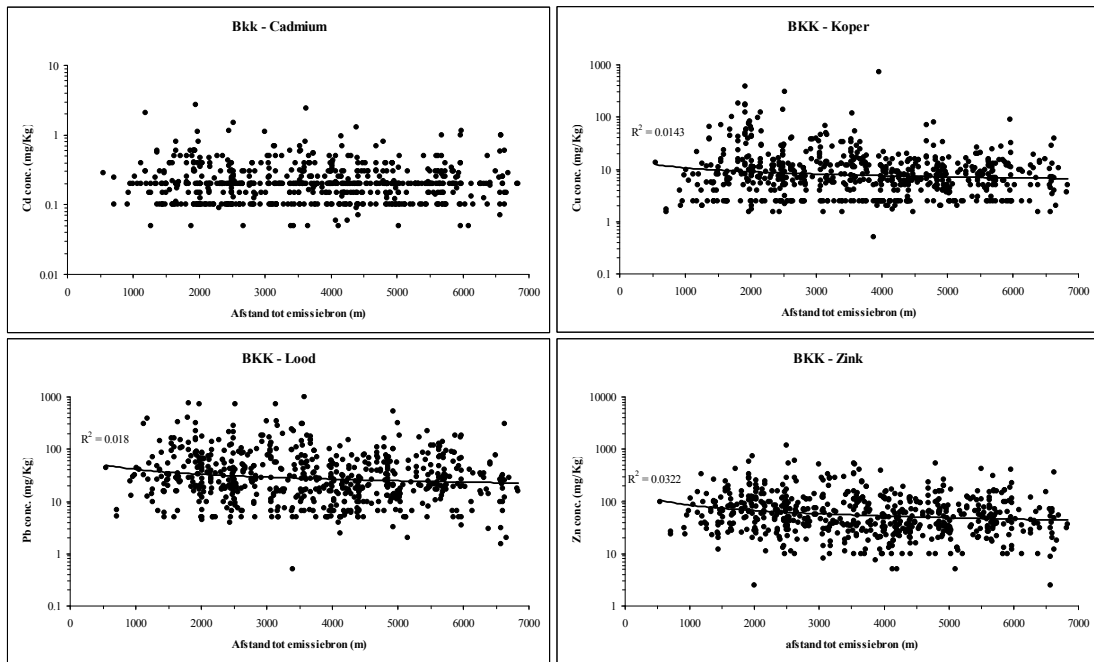 Bkk - Cadmium
Cd conc. (mg/Kg)
10
1
0.1
0.01
0 1000 2000 3000 4000 5000 6000 7000
Afstand tot emissiebron (m)
BKK - Koper
Cu conc. (mg/Kg)
1000
100
10
1
0.1
R² = 0.0143
0 1000 2000 3000 4000 5000 6000 7000
Afstand tot emissiebron (m)
BKK - Lood
Pb conc. (mg/Kg)
1000
100
10
1
0.1
R² = 0.018
0 1000 2000 3000 4000 5000 6000 7000
Afstand tot emissiebron (m)
BKK - Zink
Zn conc. (mg/Kg)
10000
1000
100
10
1
R² = 0.0322
0 1000 2000 3000 4000 5000 6000 7000
afstand tot emissiebron (m)